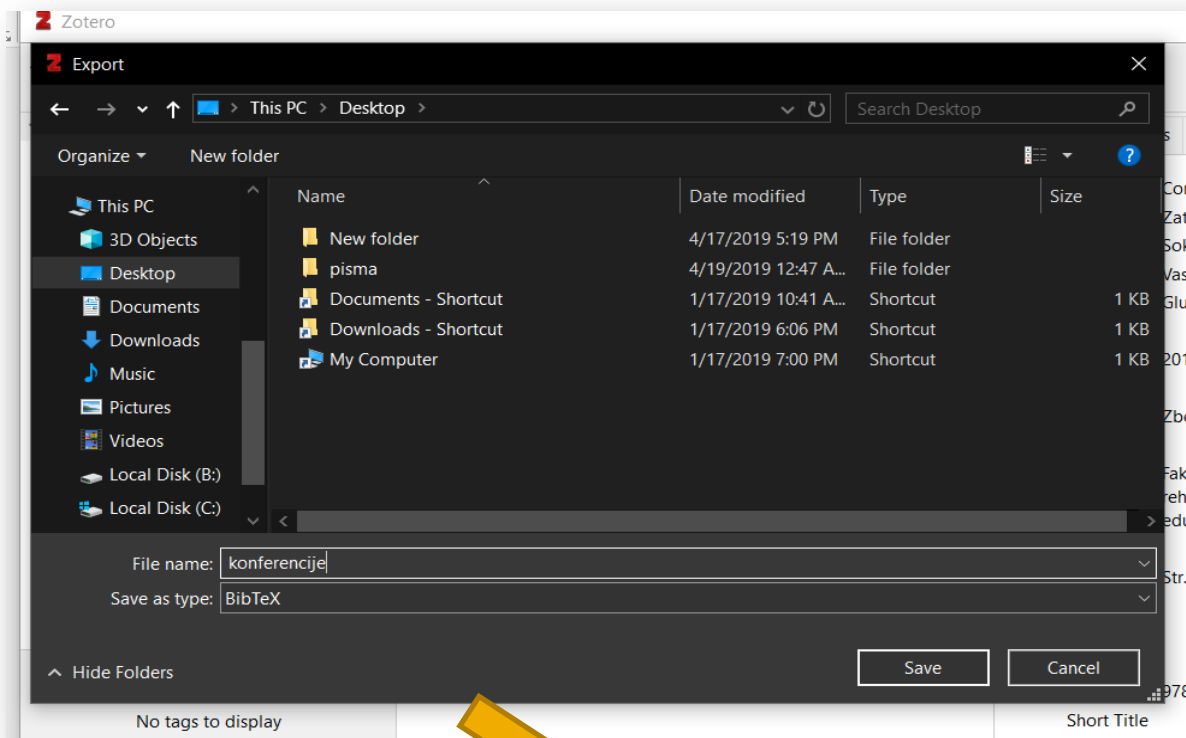 Zotero
Export
This PC > Desktop >
Search Desktop
Organize
New folder
Name Date modified Type Size
This PC
3D Objects
Desktop
Documents
Downloads
Music
Pictures
Videos
Local Disk (B:)
Local Disk (C:)
New folder 4/17/2019 5:19 PM File folder
pisma 4/19/2019 12:47 A... File folder
Documents - Shortcut 1/17/2019 10:41 A... Shortcut 1 KB
Downloads - Shortcut 1/17/2019 6:06 PM Shortcut 1 KB
My Computer 1/17/2019 7:00 PM Shortcut 1 KB
File name: konferencije
Save as type: BibTeX
Hide Folders
Save
Cancel
No tags to display
Short Title